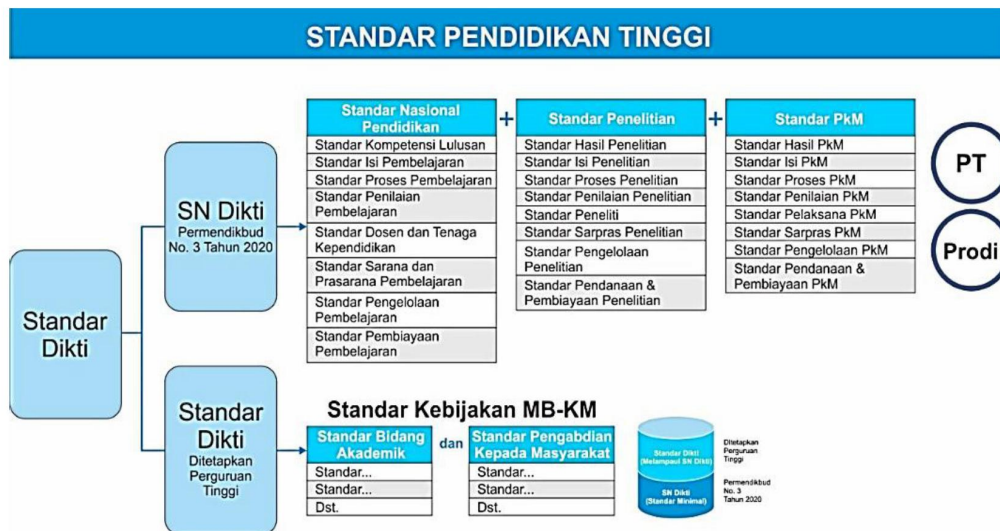 STANDAR PENDIDIKAN TINGGI
Standar
Dikti
SN Dikti
Permendikbud
No. 3 Tahun 2020
Standar Nasional
Pendidikan
Standar Kompetensi Lulusan
Standar Isi Pembelajaran
Standar Proses Pembelajaran
Standar Penilaian
Pembelajaran
Standar Dosen dan Tenaga
Kependidikan
Standar Sarana dan
Prasarana Pembelajaran
Standar Pengelolaan
Pembelajaran
Standar Pembiayaan
Pembelajaran
+
Standar Penelitian
Standar Hasil Penelitian
Standar Isi Penelitian
Standar Proses Penelitian
Standar Penilaian Penelitian
Standar Peneliti
Standar Sarpras Penelitian
Standar Pengelolaan
Penelitian
Standar Pendanaan &
Pembiayaan Penelitian
+
Standar PkM
Standar Hasil PkM
Standar Isi PkM
Standar Proses PkM
Standar Penilaian PkM
Standar Pelaksana PkM
Standar Sarpras PkM
Standar Pengelolaan PkM
Standar Pendanaan &
Pembiayaan PkM
PT
Prodi
Standar
Dikti
Ditetapkan
Perguruan
Tinggi
Standar Kebijakan MB-KM
Standar Bidang
Akademik
Standar...
Standar...
Dst.
dan
Standar Pengabdian
Kepada Masyarakat
Standar...
Standar...
Dst.
Standar Dikti
(Melampaui SN Dikti)
SN Dikti
(Standar Minimal)
Ditetapkan
Perguruan
Tinggi
Permendikbud
No. 3
Tahun 2020